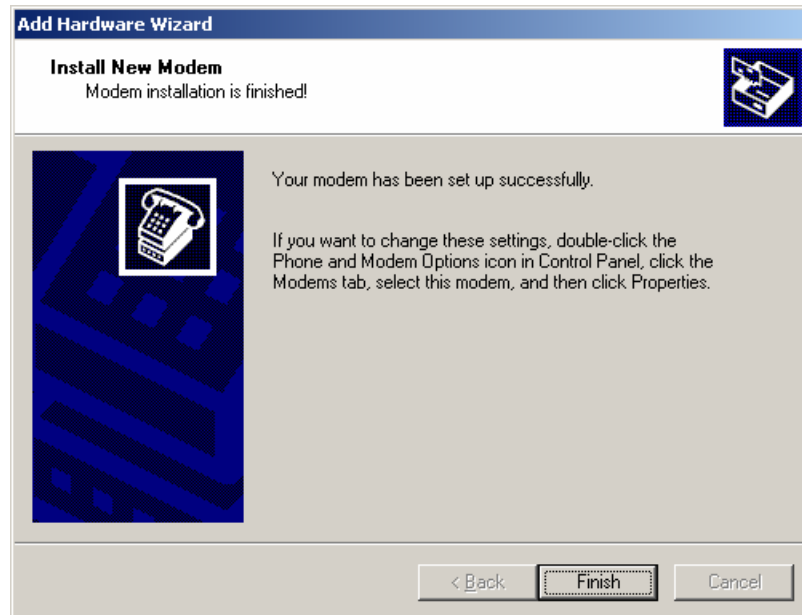 Add Hardware Wizard
Install New Modem
Modem installation is finished!
Your modem has been set up successfully.
If you want to change these settings, double-click the
Phone and Modem Options icon in Control Panel, click the
Modems tab, select this modem, and then click Properties.
< Back Finish Cancel